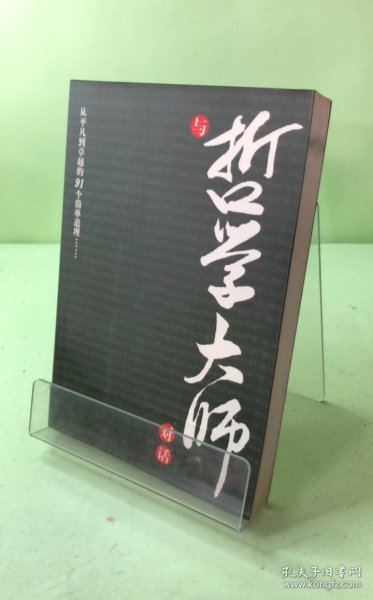 与
哲学大师
对话
从平凡到卓越的91个简单道理……
孔夫子旧书网
www.kongfz.com